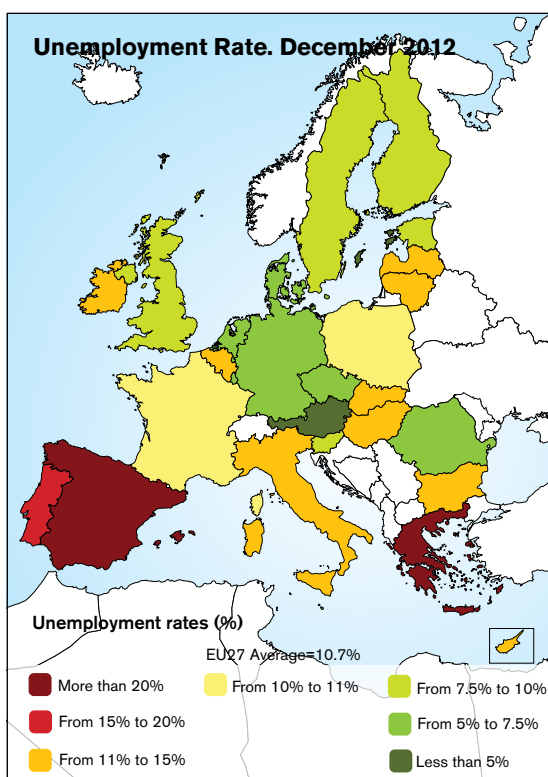 Unemployment Rate. December 2012
Unemployment rates (%)
EU27 Average=10.7%
More than 20%
From 15% to 20%
From 11% to 15%
From 10% to 11%
From 7.5% to 10%
From 5% to 7.5%
Less than 5%